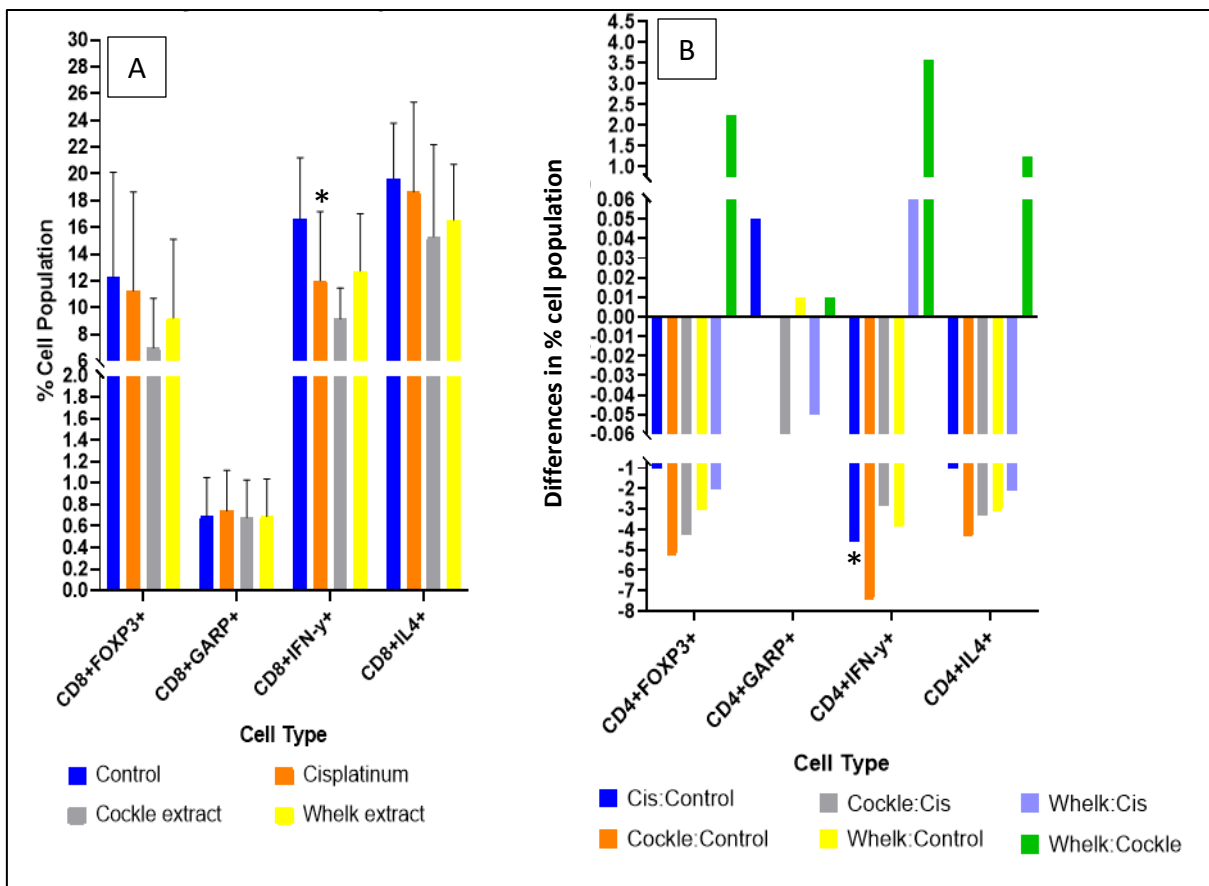 A
% Cell Population
30
28
26
24
22
20
18
16
14
12
10
8
6
2.0
1.8
1.6
1.4
1.2
1.0
0.8
0.6
0.4
0.2
0.0
*
CD8+FOXP3+
CD8+GARP+
CD8+IFN-y+
CD8+IL4+
Cell Type
Control
Cisplatinum
Cockle extract
Whelk extract
B
Differences in % cell population
4.5
4.0
3.5
3.0
2.5
2.0
1.5
1.0
0.06
0.05
0.04
0.03
0.02
0.01
0.00
-0.01
-0.02
-0.03
-0.04
-0.05
-0.06
-1
-2
-3
-4
-5
-6
-7
-8
*
CD4+FOXP3+
CD4+GARP+
CD4+IFN-y+
CD4+IL4+
Cell Type
Cis:Control
Cockle:Cis
Whelk:Cis
Cockle:Control
Whelk:Control
Whelk:Cockle